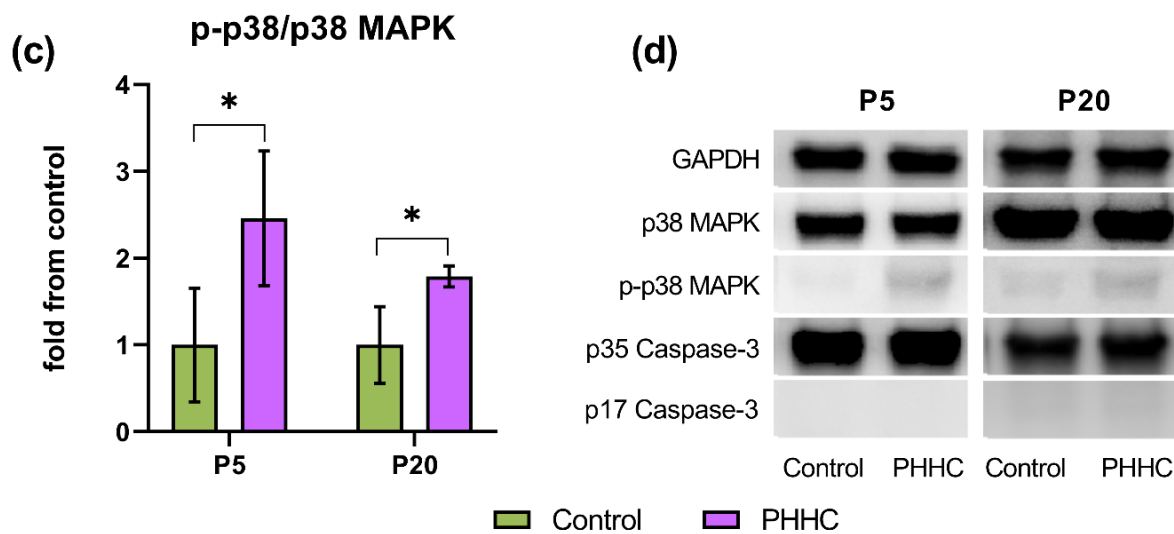 (c)
p-p38/p38 MAPK
fold from control
4
3
2
1
0
*
*
P5 P20
(d)
P5 P20
GAPDH
p38 MAPK
p-p38 MAPK
p35 Caspase-3
p17 Caspase-3
Control PHHC Control PHHC
Control PHHC